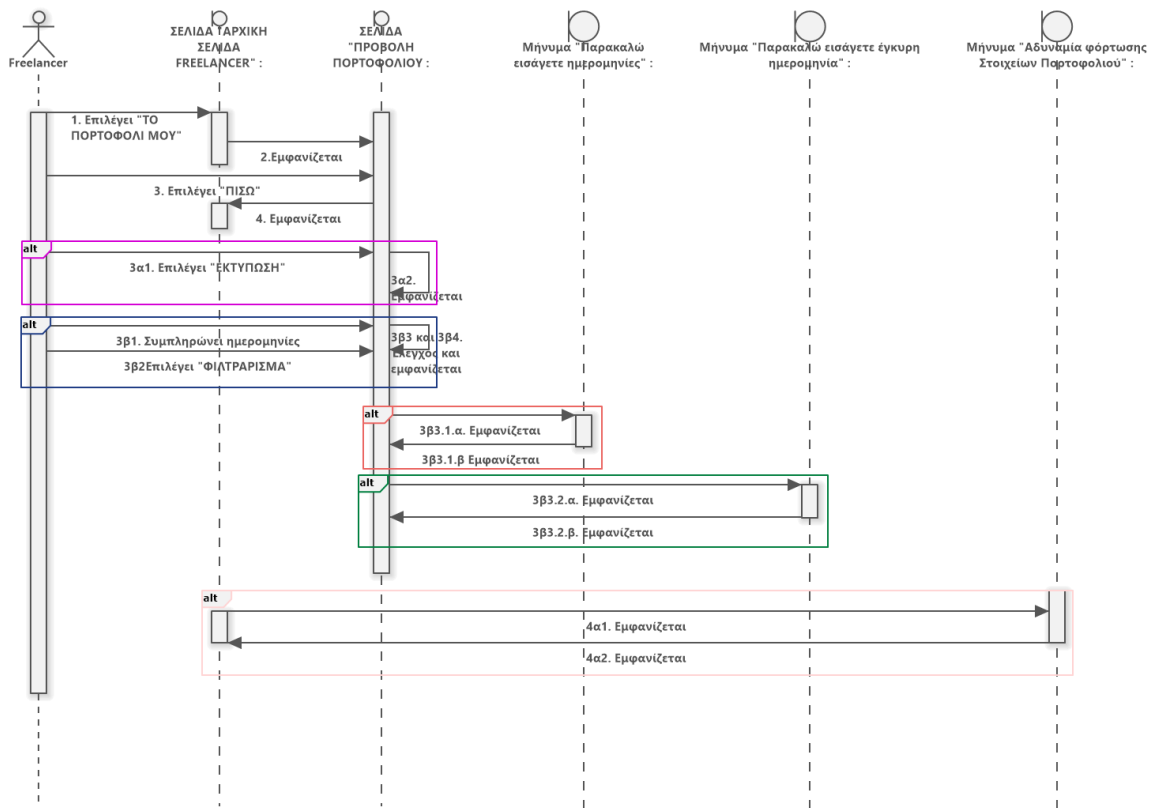 Freelancer
ΣΕΛΙΔΑ "ΑΡΧΙΚΗ
ΣΕΛΙΔΑ
FREELANCER" :
ΣΕΛΙΔΑ
"ΠΡΟΒΟΛΗ
ΠΟΡΤΟΦΟΛΙΟΥ :
Μήνυμα "Παρακαλώ
εισάγετε ημερομηνίες" :
Μήνυμα "Παρακαλώ εισάγετε έγκυρη
ημερομηνία" :
Μήνυμα "Αδυναμία φόρτωσης
Στοιχείων Πορτοφολιού" :
1. Επιλέγει "ΤΟ
ΠΟΡΤΟΦΟΛΙ ΜΟΥ"
2.Εμφανίζεται
3. Επιλέγει "ΠΙΣΩ"
4. Εμφανίζεται
alt
3α1. Επιλέγει "ΕΚΤΥΠΩΣΗ"
3α2.
Εμφανίζεται
alt
3β1. Συμπληρώνει ημερομηνίες
3β2Επιλέγει "ΦΙΛΤΡΑΡΙΣΜΑ"
3β3 και 3β4.
Έλεγχος και
εμφανίζεται
alt
3β3.1.α. Εμφανίζεται
3β3.1.β Εμφανίζεται
alt
3β3.2.α. Εμφανίζεται
3β3.2.β. Εμφανίζεται
alt
4α1. Εμφανίζεται
4α2. Εμφανίζεται